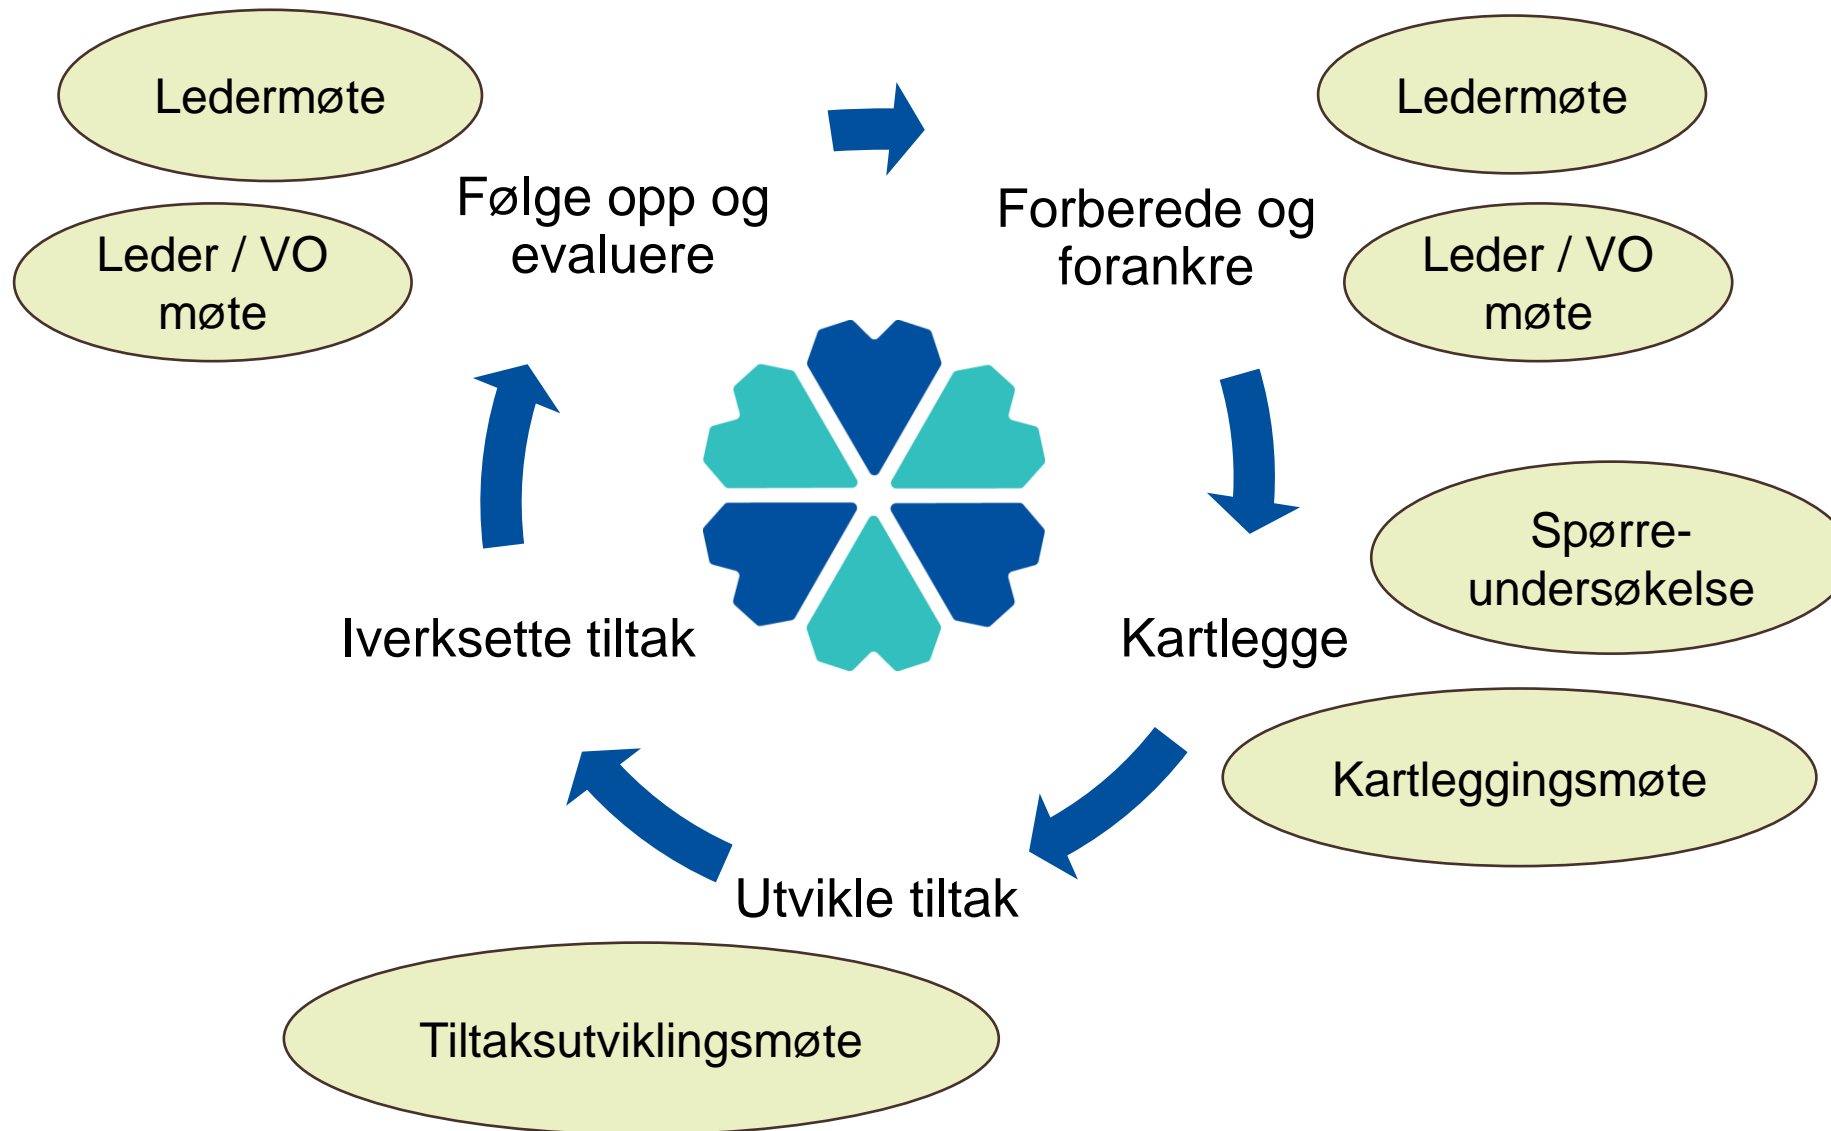 Ledermøte
Leder / VO
møte
Følge opp og
evaluere
Forberede og
forankre
Ledermøte
Leder / VO
møte
Spørre-
undersøkelse
Kartlegge
Kartleggingsmøte
Utvikle tiltak
Tiltaksutviklingsmøte
Iverksette tiltak